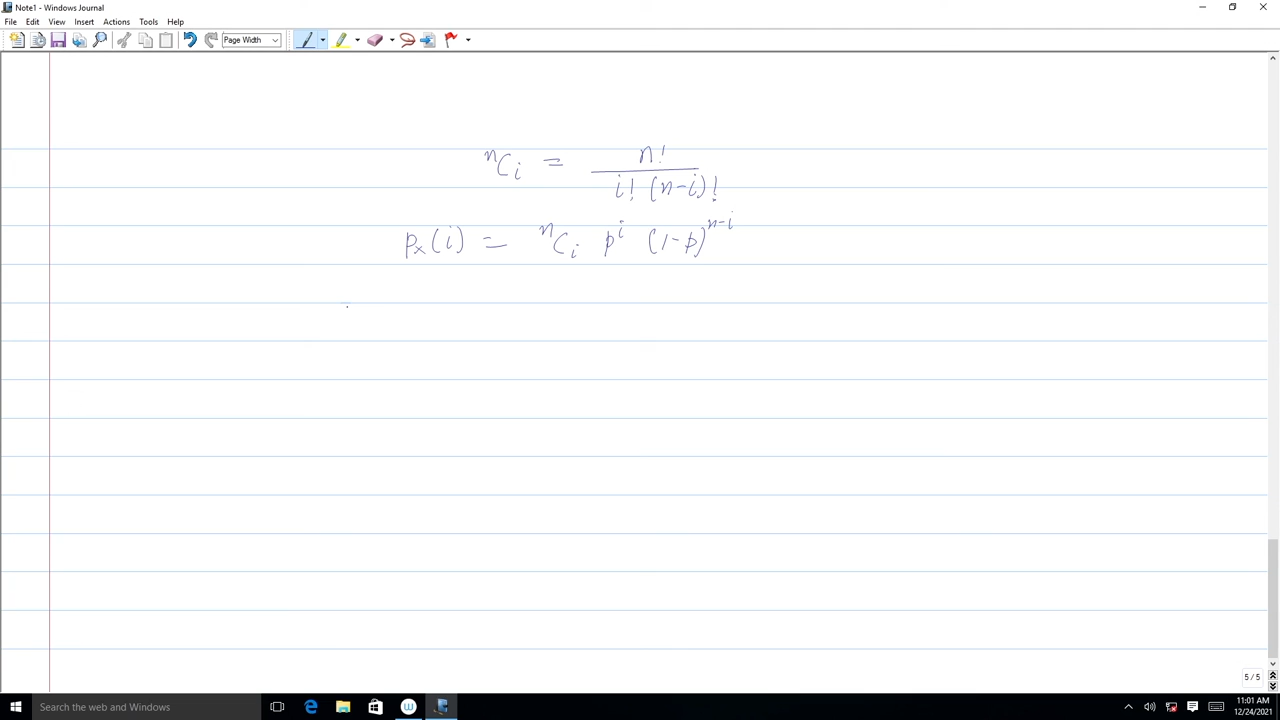 Note1 - Windows Journal
File Edit View Insert Actions Tools Help
Page Width
ⁿCᵢ = n! / i! (n-i)!
pₓ(i) = ⁿCᵢ pⁱ (1-p)ⁿ⁻ⁱ
5 / 5
Search the web and Windows
11:01 AM
12/24/2021